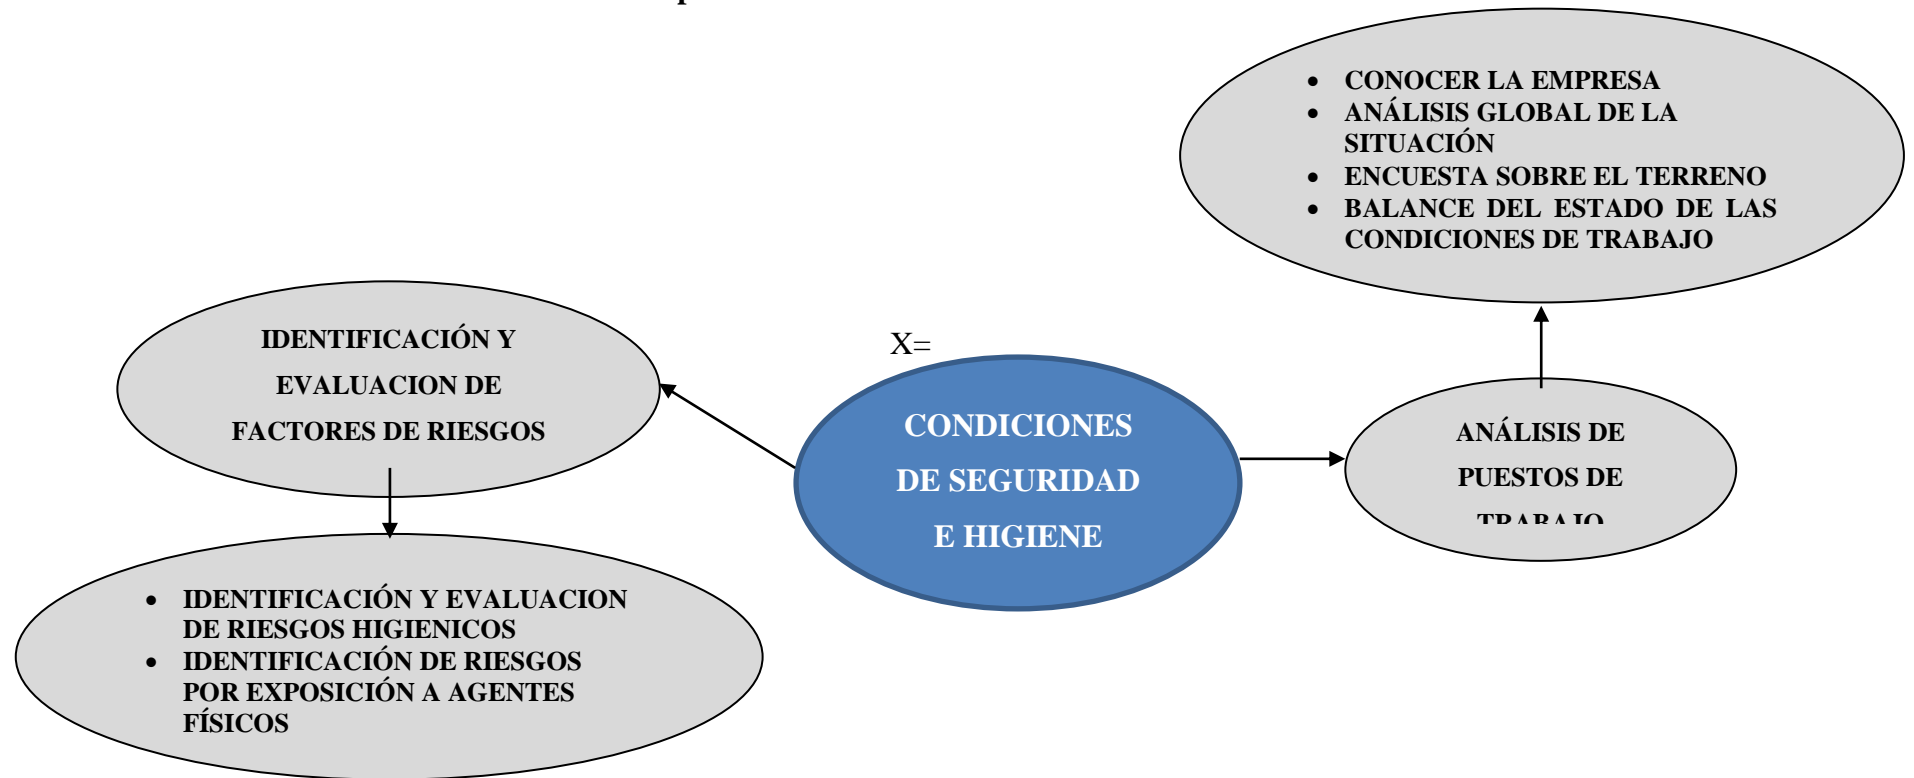 • CONOCER LA EMPRESA
• ANÁLISIS GLOBAL DE LA
SITUACIÓN
• ENCUESTA SOBRE EL TERRENO
• BALANCE DEL ESTADO DE LAS
CONDICIONES DE TRABAJO
IDENTIFICACIÓN Y
EVALUACION DE
FACTORES DE RIESGOS
X=
CONDICIONES
DE SEGURIDAD
E HIGIENE
ANÁLISIS DE
PUESTOS DE
TRABAJO
• IDENTIFICACIÓN Y EVALUACION
DE RIESGOS HIGIENICOS
• IDENTIFICACIÓN DE RIESGOS
POR EXPOSICIÓN A AGENTES
FÍSICOS